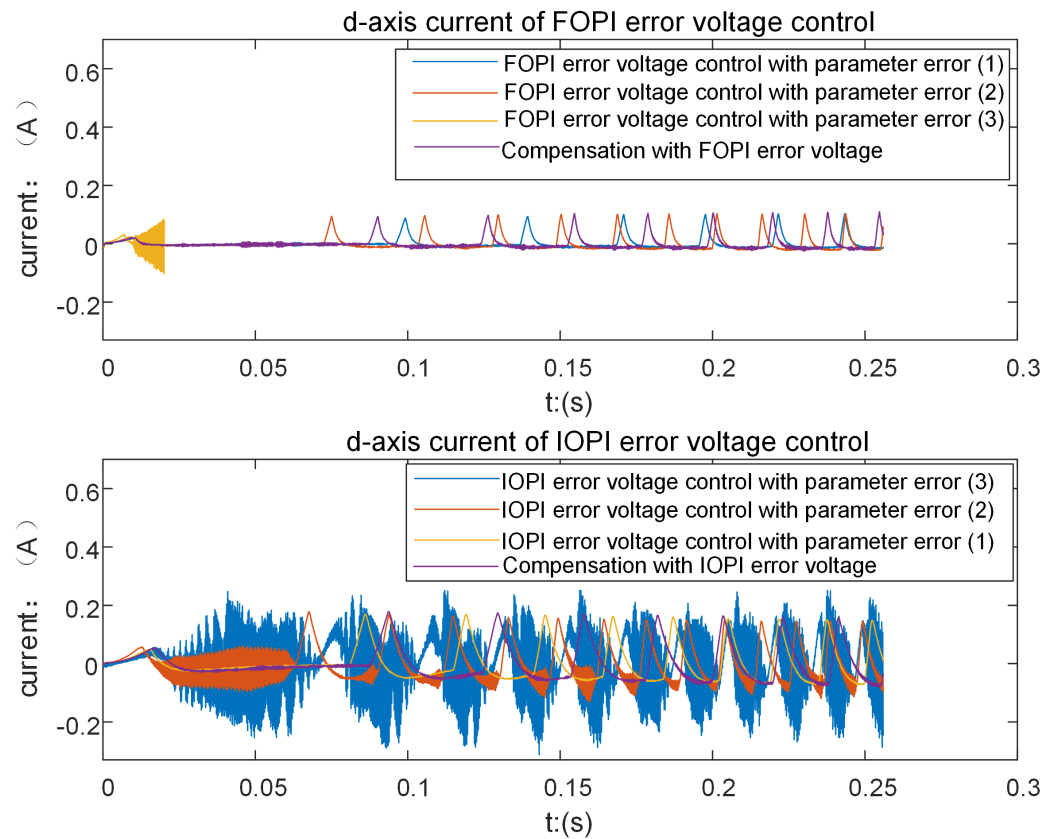 d-axis current of FOPI error voltage control
FOPI error voltage control with parameter error (1)
FOPI error voltage control with parameter error (2)
FOPI error voltage control with parameter error (3)
Compensation with FOPI error voltage
0.6
0.4
0.2
0
-0.2
current：（A）
0 0.05 0.1 0.15 0.2 0.25 0.3
t:(s)
d-axis current of IOPI error voltage control
IOPI error voltage control with parameter error (3)
IOPI error voltage control with parameter error (2)
IOPI error voltage control with parameter error (1)
Compensation with IOPI error voltage
0.6
0.4
0.2
0
-0.2
current：（A）
0 0.05 0.1 0.15 0.2 0.25 0.3
t:(s)